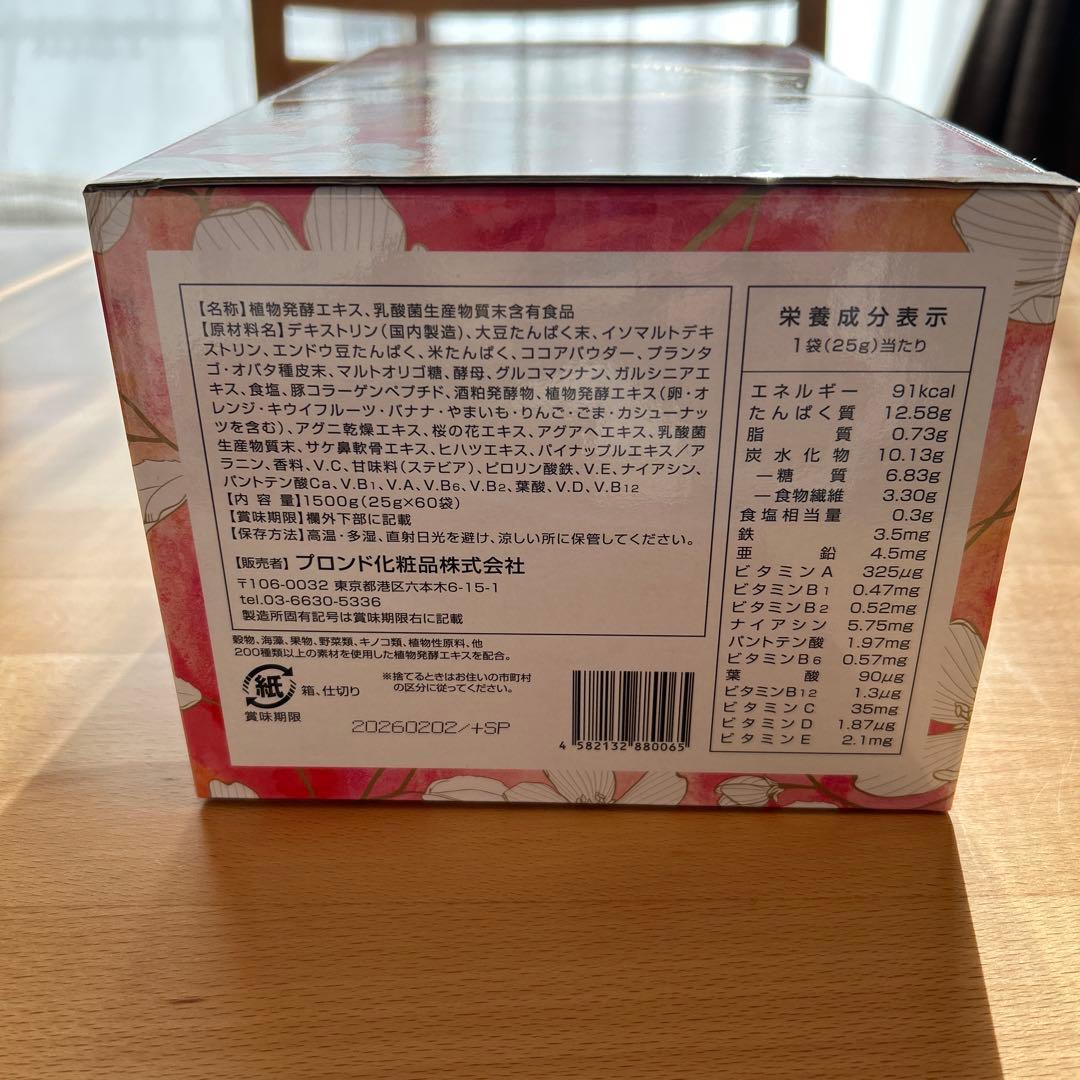 【名称】植物発酵エキス、乳酸菌生産物質末含有食品
【原材料名】デキストリン(国内製造)、大豆たんぱく末、イソマルトデキ
ストリン、エンドウ豆たんぱく、米たんぱく、ココアパウダー、プランタ
ゴ・オバタ種皮末、マルトオリゴ糖、酵母、グルコマンナン、ガルシニアエ
キス、食塩、豚コラーゲンペプチド、酒粕発酵物、植物発酵エキス(卵・オ
レンジ・キウイフルーツ・バナナ・やまいも・りんご・ごま・カシューナッ
ツを含む)、アグニ乾燥エキス、桜の花エキス、アグアヘエキス、乳酸菌
生産物質末、サケ鼻軟骨エキス、ヒハツエキス、パイナップルエキス/ア
ラニン、香料、V.C、甘味料(ステビア)、ピロリン酸鉄、V.E、ナイアシン、
パントテン酸Ca、V.B1、V.A、V.B6、V.B2、葉酸、V.D、V.B12
【内容量】1500g(25g×60袋)
【賞味期限】欄外下部に記載
【保存方法】高温・多湿、直射日光を避け、涼しい所に保管してください。
【販売者】プロンド化粧品株式会社
〒106-0032 東京都港区六本木6-15-1
tel.03-6630-5336
製造所固有記号は賞味期限右に記載
穀物、海藻、果物、野菜類、キノコ類、植物性原料、他
200種類以上の素材を使用した植物発酵エキスを配合。
紙 箱、仕切り
※捨てるときはお住いの市町村
の区分に従ってください。
賞味期限
20260202/+SP
4 582132 880065
栄養成分表示
1袋(25g)当たり
エネルギー 91kcal
たんぱく質 12.58g
脂質 0.73g
炭水化物 10.13g
―糖質 6.83g
―食物繊維 3.30g
食塩相当量 0.3g
鉄 3.5mg
亜鉛 4.5mg
ビタミンA 325μg
ビタミンB1 0.47mg
ビタミンB2 0.52mg
ナイアシン 5.75mg
パントテン酸 1.97mg
ビタミンB6 0.57mg
葉酸 90μg
ビタミンB12 1.3μg
ビタミンC 35mg
ビタミンD 1.87μg
ビタミンE 2.1mg